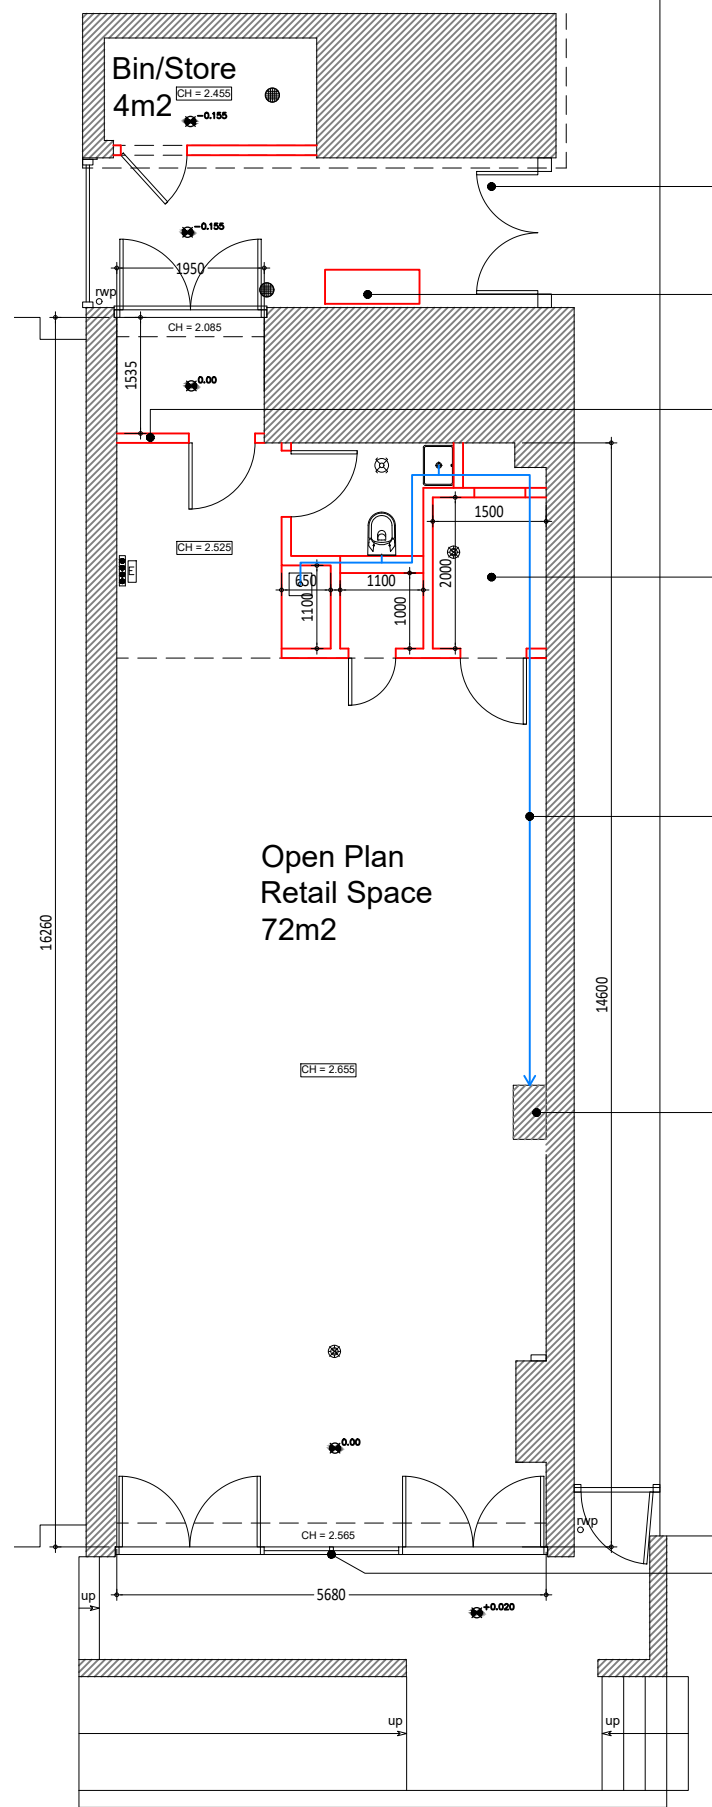 Bin/Store
4m2
CH = 2.455
-0.155
-0.155
1950
rwp
CH = 2.085
1535
0.00
1500
CH = 2.525
E
650
1100
1100
1000
2000
Open Plan
Retail Space
72m2
16260
14600
CH = 2.655
0.00
rwp
CH = 2.565
5680
up
+0.020
up
up